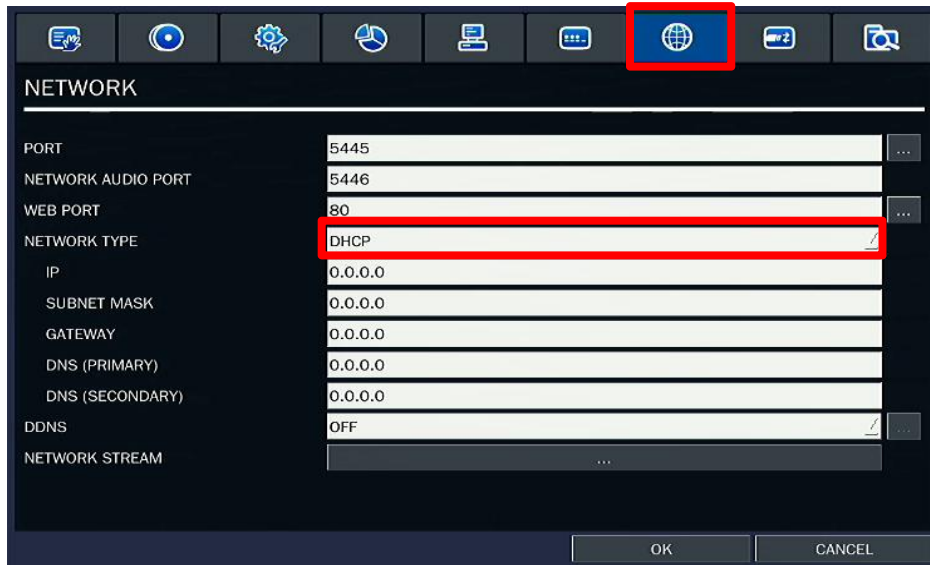 NETWORK
PORT 5445 ...
NETWORK AUDIO PORT 5446
WEB PORT 80 ...
NETWORK TYPE DHCP
IP 0.0.0.0
SUBNET MASK 0.0.0.0
GATEWAY 0.0.0.0
DNS (PRIMARY) 0.0.0.0
DNS (SECONDARY) 0.0.0.0
DDNS OFF ...
NETWORK STREAM ...
OK CANCEL